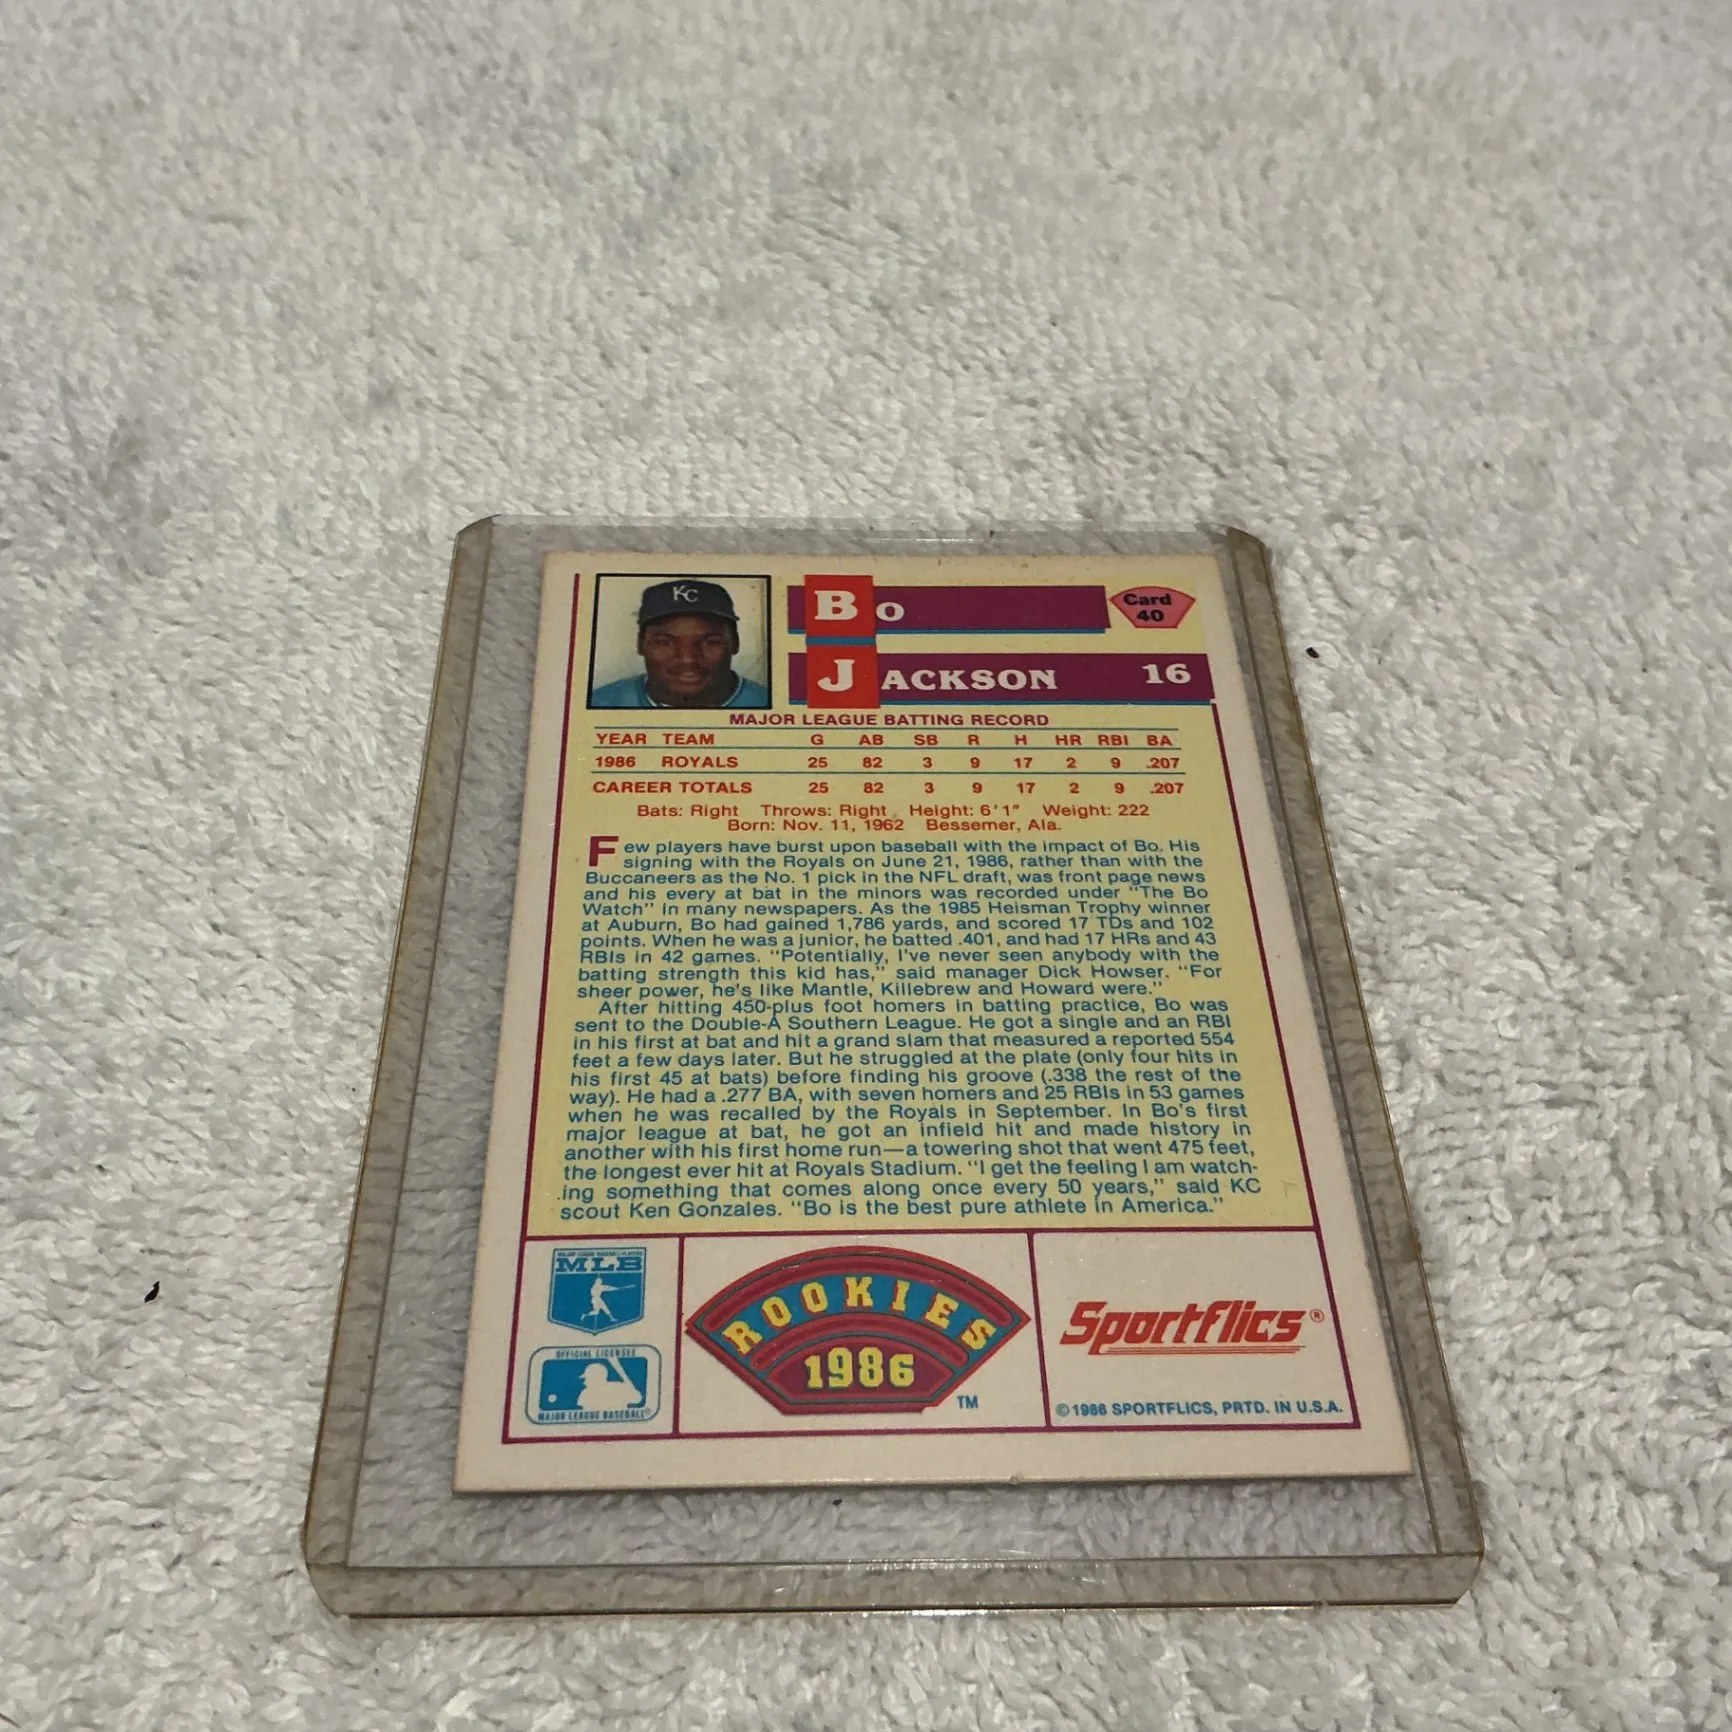 KC
Bo
Card
40
JACKSON 16
MAJOR LEAGUE BATTING RECORD
YEAR TEAM G AB SB R H HR RBI BA
1986 ROYALS 25 82 3 9 17 2 9 .207
CAREER TOTALS 25 82 3 9 17 2 9 .207
Bats: Right Throws: Right Height: 6'1" Weight: 222
Born: Nov. 11, 1962 Bessemer, Ala.
Few players have burst upon baseball with the impact of Bo. His
signing with the Royals on June 21, 1986, rather than with the
Buccaneers as the No. 1 pick in the NFL draft, was front page news
and his every at bat in the minors was recorded under "The Bo
Watch" in many newspapers. As the 1985 Heisman Trophy winner
at Auburn, Bo had gained 1,786 yards, and scored 17 TDs and 102
points. When he was a junior, he batted .401, and had 17 HRs and 43
RBIs in 42 games. "Potentially, I've never seen anybody with the
batting strength this kid has," said manager Dick Howser. "For
sheer power, he's like Mantle, Killebrew and Howard were."
After hitting 450-plus foot homers in batting practice, Bo was
sent to the Double-A Southern League. He got a single and an RBI
in his first at bat and hit a grand slam that measured a reported 554
feet a few days later. But he struggled at the plate (only four hits in
his first 45 at bats) before finding his groove (.338 the rest of the
way). He had a .277 BA, with seven homers and 25 RBIs in 53 games
when he was recalled by the Royals in September. In Bo's first
major league at bat, he got an infield hit and made history in
another with his first home run—a towering shot that went 475 feet,
the longest ever hit at Royals Stadium. "I get the feeling I am watch-
ing something that comes along once every 50 years," said KC
scout Ken Gonzales. "Bo is the best pure athlete in America."
MAJOR LEAGUE BASEBALL PLAYERS
MLB
OFFICIAL LICENSEE
MAJOR LEAGUE BASEBALL®
ROOKIES
1986
TM
Sportflics®
©1986 SPORTFLICS, PRTD. IN U.S.A.